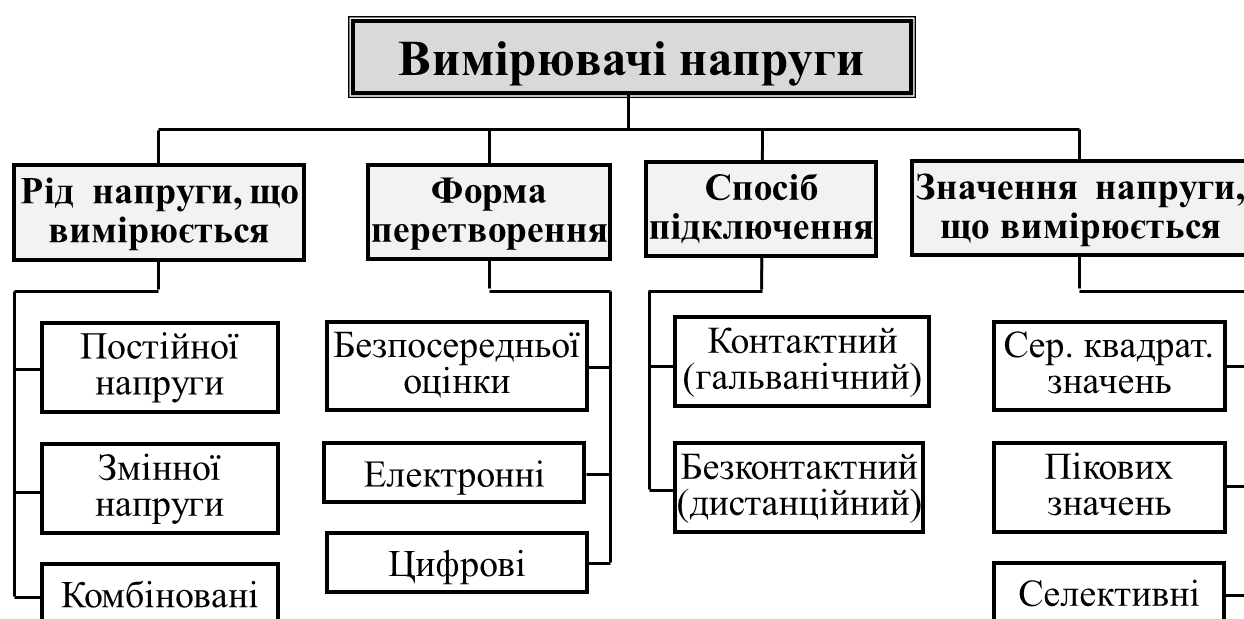 Вимірювачі напруги
Рід напруги, що
вимірюється
Постійної
напруги
Змінної
напруги
Комбіновані
Форма
перетворення
Безпосередньої
оцінки
Електронні
Цифрові
Спосіб
підключення
Контактний
(гальванічний)
Безконтактний
(дистанційний)
Значення напруги,
що вимірюється
Сер. квадрат.
значень
Пікових
значень
Селективні